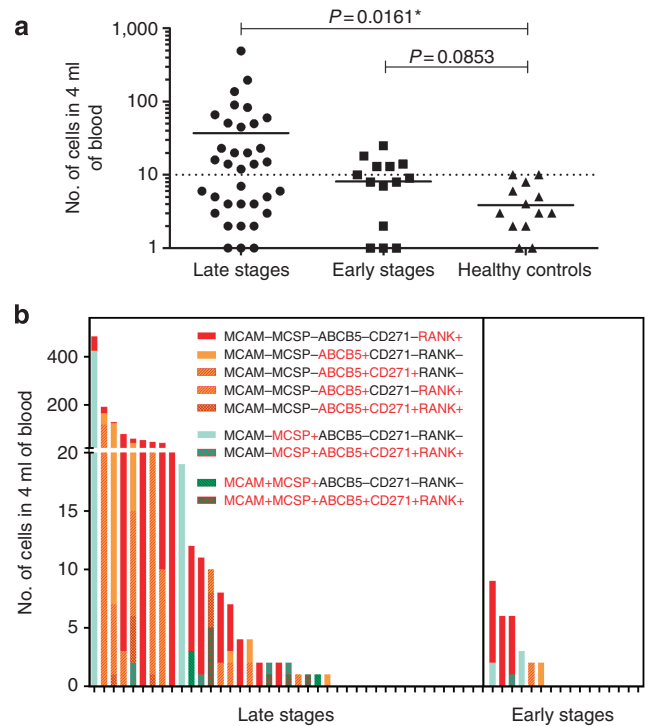 a
P=0.0161*
P=0.0853
No. of cells in 4 ml
of blood
1,000
100
10
1
Late stages
Early stages
Healthy controls
b
No. of cells in 4 ml of blood
400
200
20
15
10
5
0
MCAM–MCSP–ABCB5–CD271–RANK+
MCAM–MCSP–ABCB5+CD271–RANK–
MCAM–MCSP–ABCB5+CD271+RANK–
MCAM–MCSP–ABCB5+CD271–RANK+
MCAM–MCSP–ABCB5+CD271+RANK+
MCAM–MCSP+ABCB5–CD271–RANK–
MCAM–MCSP+ABCB5+CD271+RANK+
MCAM+MCSP+ABCB5–CD271–RANK–
MCAM+MCSP+ABCB5+CD271+RANK+
Late stages
Early stages